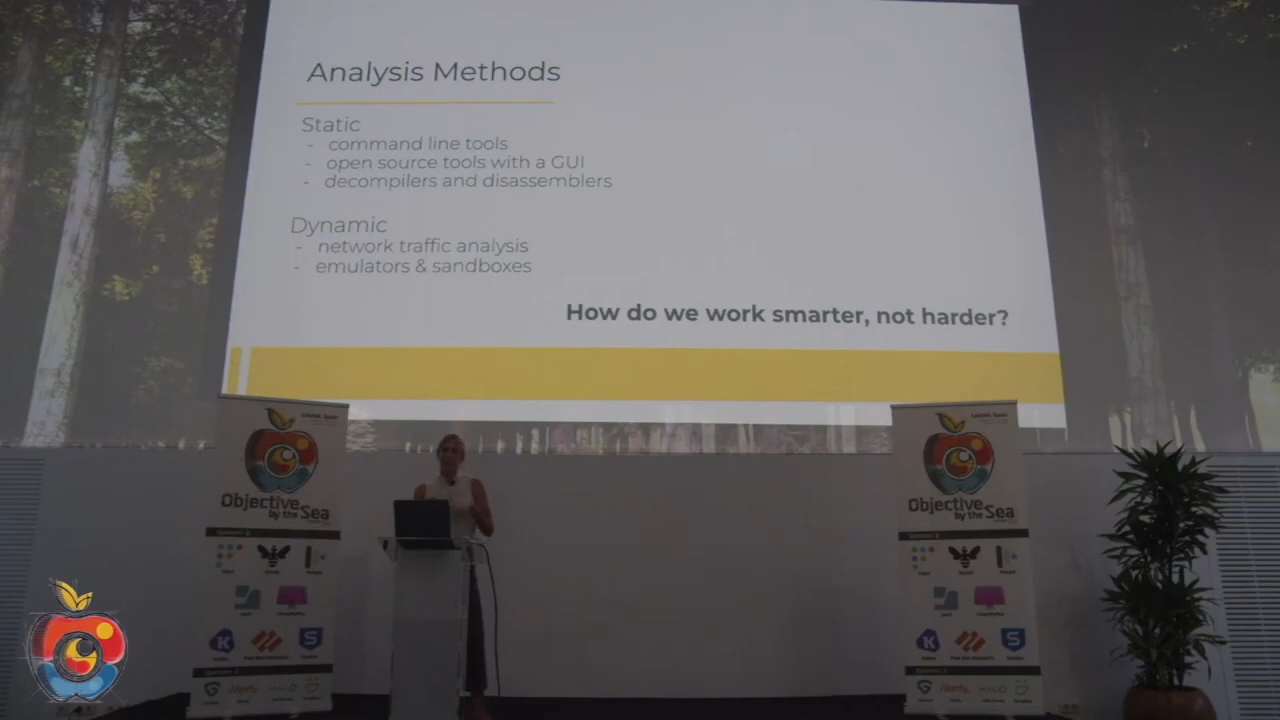 Analysis Methods
Static
- command line tools
- open source tools with a GUI
- decompilers and disassemblers
Dynamic
- network traffic analysis
- emulators & sandboxes
How do we work smarter, not harder?
Objective
by the Sea
Objective
by the Sea